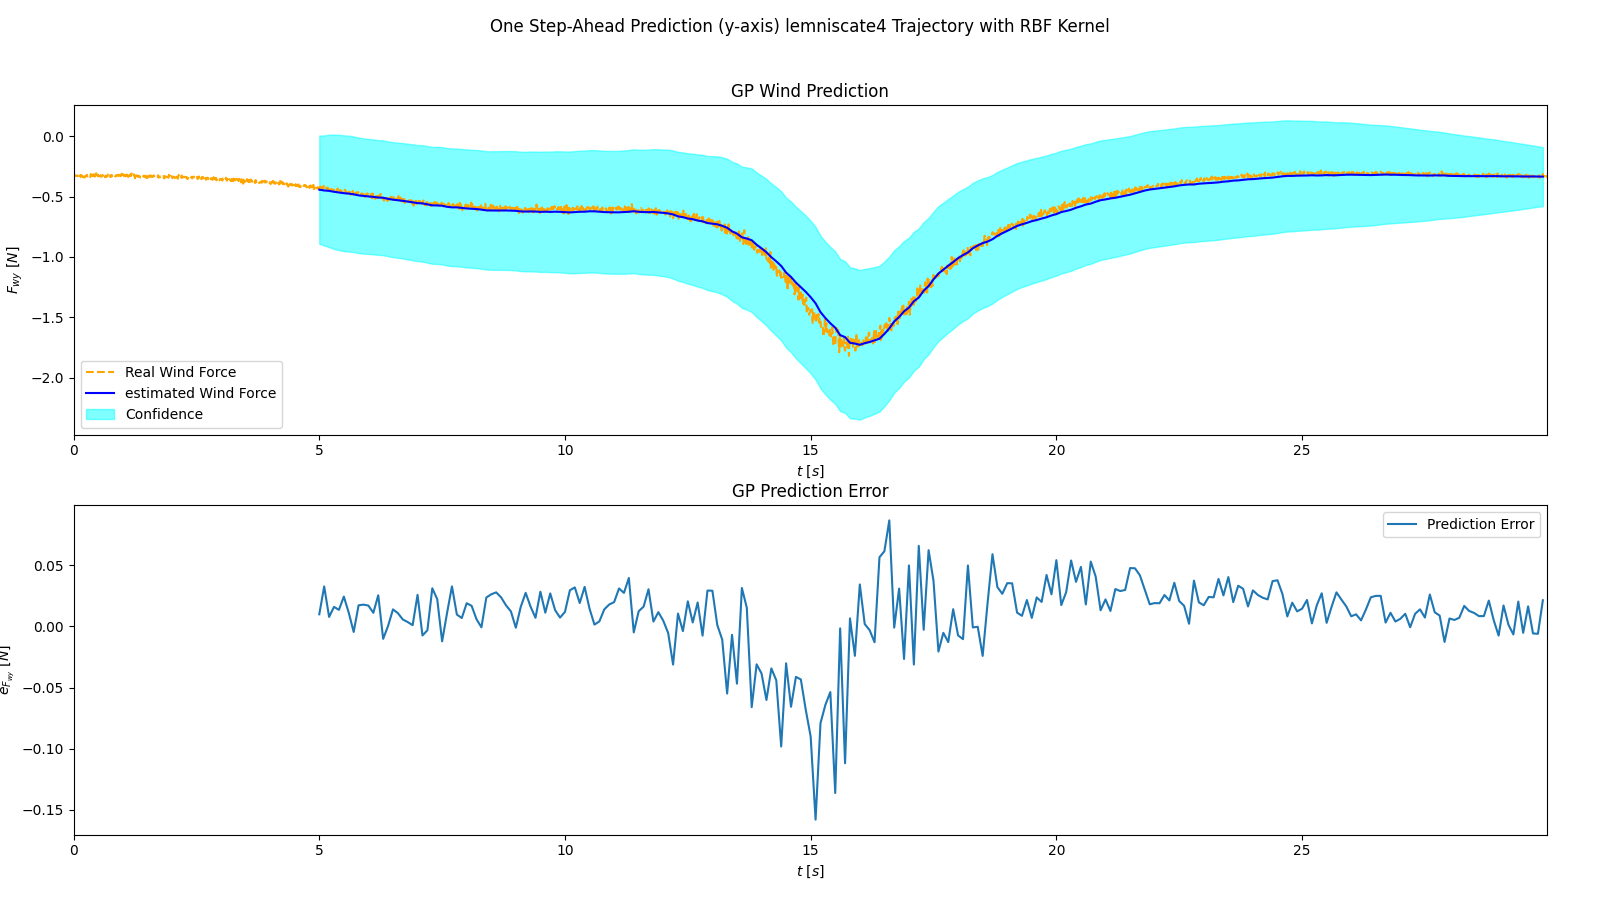 One Step-Ahead Prediction (y-axis) lemniscate4 Trajectory with RBF Kernel
GP Wind Prediction
0.0
−0.5
−1.0
−1.5
−2.0
F_wy [N]
Real Wind Force
estimated Wind Force
Confidence
0 5 10 15 20 25
t [s]
GP Prediction Error
Prediction Error
0.05
0.00
−0.05
−0.10
−0.15
e_F_wy [N]
0 5 10 15 20 25
t [s]